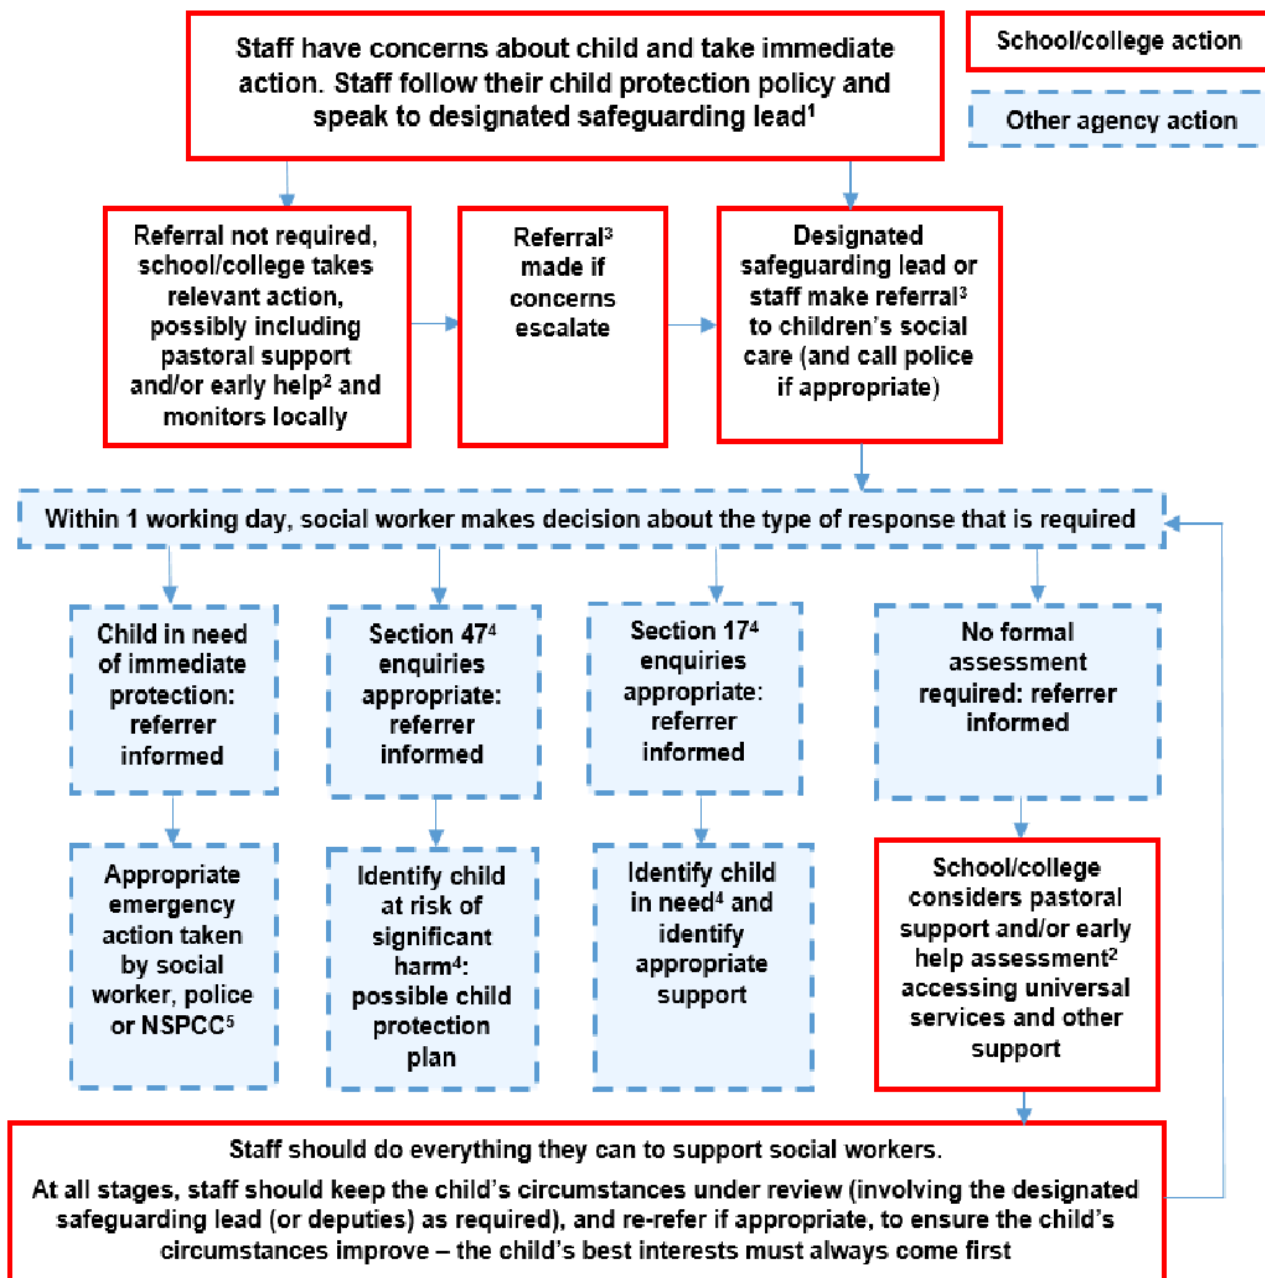 Staff have concerns about child and take immediate
action. Staff follow their child protection policy and
speak to designated safeguarding lead¹
School/college action
Other agency action
Referral not required,
school/college takes
relevant action,
possibly including
pastoral support
and/or early help² and
monitors locally
Referral³
made if
concerns
escalate
Designated
safeguarding lead or
staff make referral³
to children’s social
care (and call police
if appropriate)
Within 1 working day, social worker makes decision about the type of response that is required
Child in need
of immediate
protection:
referrer
informed
Section 47⁴
enquiries
appropriate:
referrer
informed
Section 17⁴
enquiries
appropriate:
referrer
informed
No formal
assessment
required: referrer
informed
Appropriate
emergency
action taken
by social
worker, police
or NSPCC⁵
Identify child
at risk of
significant
harm⁴:
possible child
protection
plan
Identify child
in need⁴ and
identify
appropriate
support
School/college
considers pastoral
support and/or early
help assessment²
accessing universal
services and other
support
Staff should do everything they can to support social workers.
At all stages, staff should keep the child’s circumstances under review (involving the designated
safeguarding lead (or deputies) as required), and re-refer if appropriate, to ensure the child’s
circumstances improve – the child’s best interests must always come first